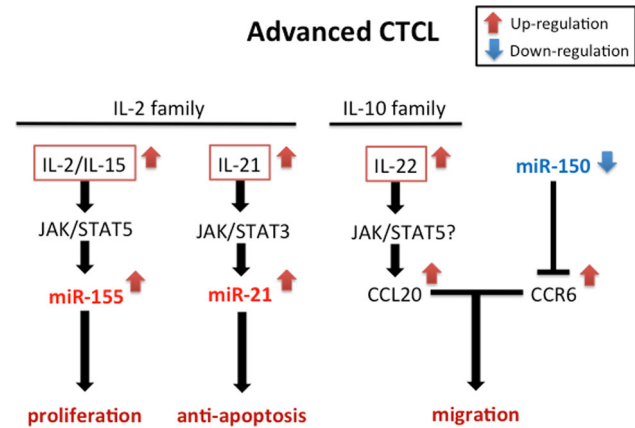 Advanced CTCL
Up-regulation
Down-regulation
IL-2 family
IL-10 family
IL-2/IL-15
IL-21
IL-22
miR-150
JAK/STAT5
JAK/STAT3
JAK/STAT5?
miR-155
miR-21
CCL20
CCR6
proliferation
anti-apoptosis
migration